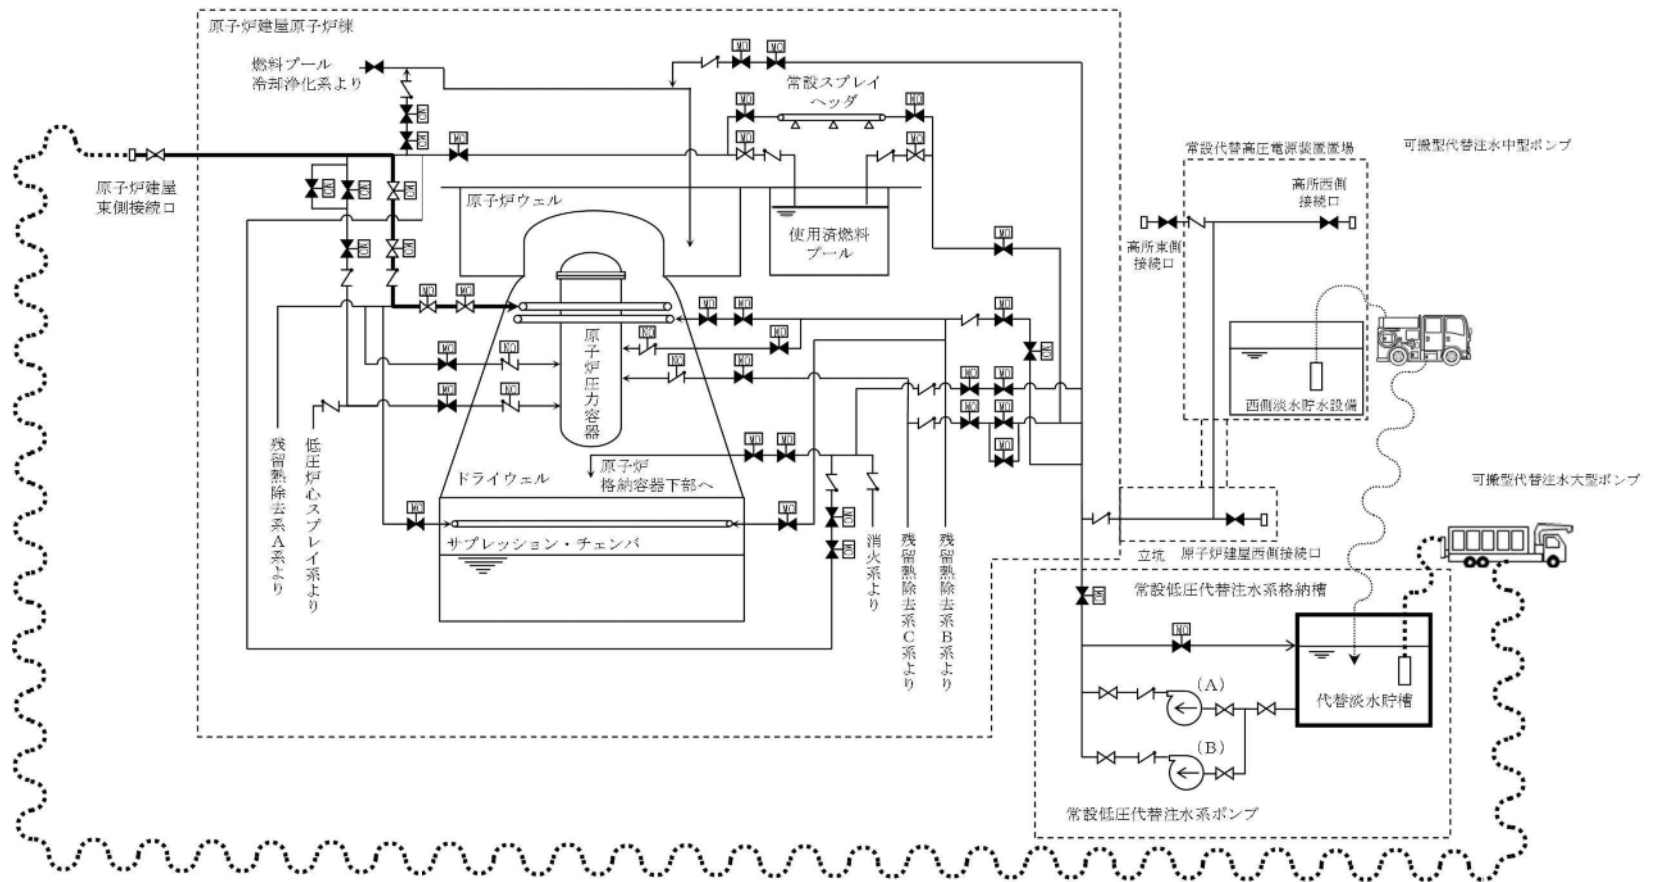 原子炉建屋原子炉棟
燃料プール
冷却浄化系より
常設スプレイ
ヘッダ
常設代替高圧電源装置置場
可搬型代替注水中型ポンプ
原子炉建屋
東側接続口
原子炉ウェル
高所西側
接続口
使用済燃料
プール
高所東側
接続口
原子炉圧力容器
西側淡水貯水設備
残留熱除去系A系より
低圧炉心スプレイ系より
ドライウェル
原子炉
格納容器下部へ
可搬型代替注水大型ポンプ
サプレッション・チェンバ
消火系より
残留熱除去系C系より
残留熱除去系B系より
立坑
原子炉建屋西側接続口
常設低圧代替注水系格納槽
(A)
代替淡水貯槽
(B)
常設低圧代替注水系ポンプ